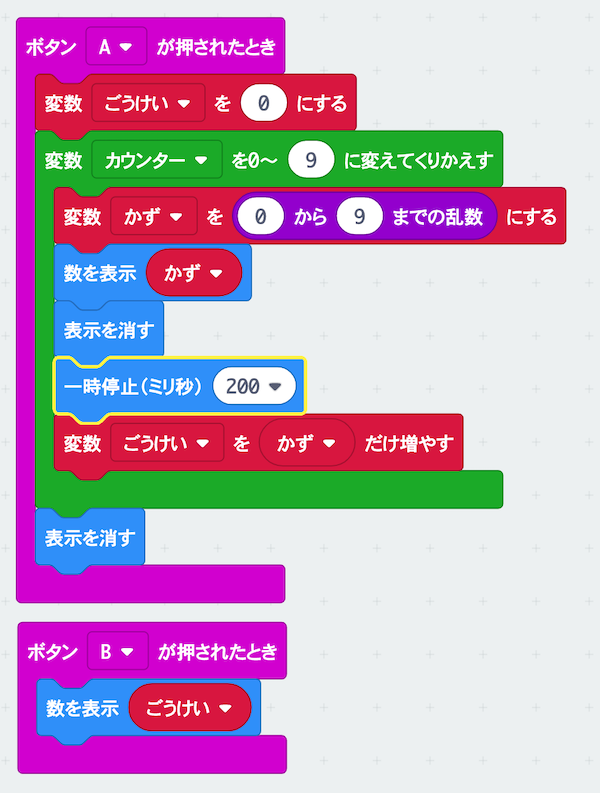 ボタン A が押されたとき
変数 ごうけい を 0 にする
変数 カウンター を0～ 9 に変えてくりかえす
変数 かず を 0 から 9 までの乱数 にする
数を表示 かず
表示を消す
一時停止(ミリ秒) 200
変数 ごうけい を かず だけ増やす
表示を消す
ボタン B が押されたとき
数を表示 ごうけい